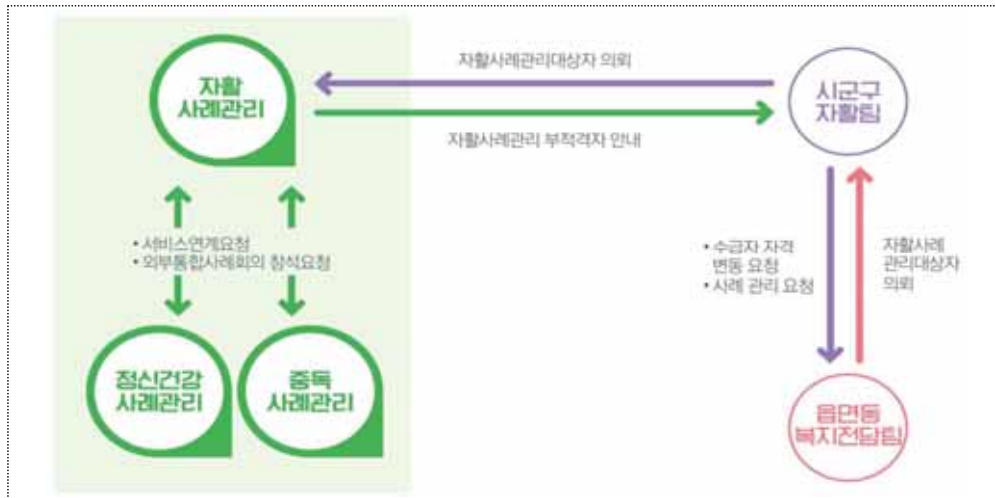 자활사례관리대상자 의뢰
자활
사례관리
시군구
자활팀
자활사례관리 부적격자 안내
• 서비스연계요청
• 외부통합사례회의 참석요청
• 수급자 자격
변동 요청
• 사례 관리 요청
자활사례
관리대상자
의뢰
정신건강
사례관리
중독
사례관리
읍면동
복지전담팀